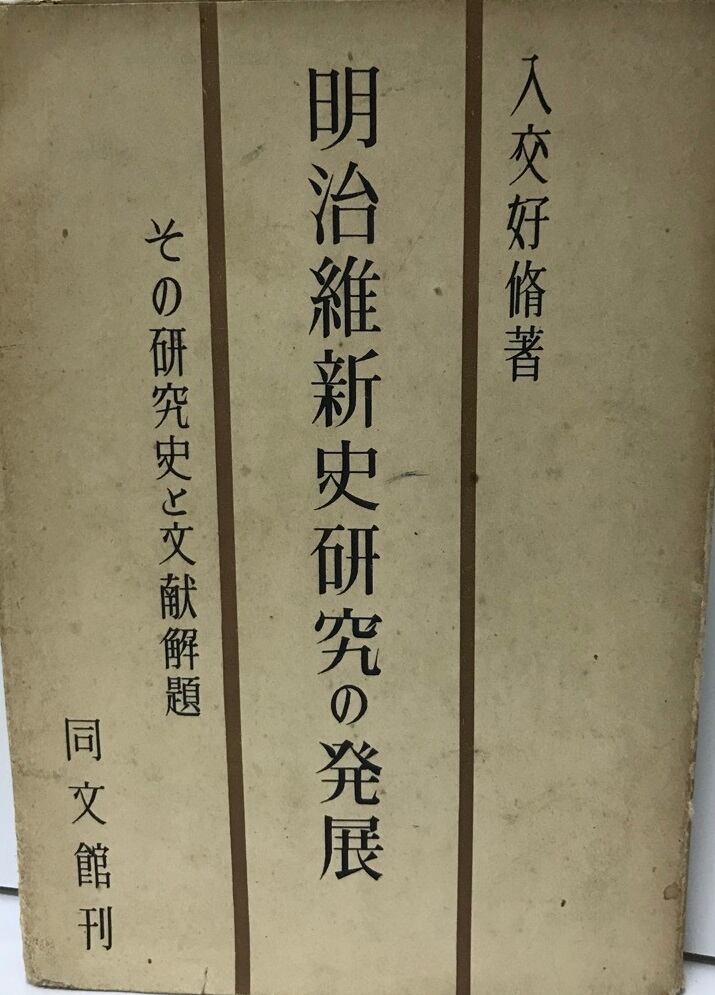 入交好脩著
明治維新史研究の発展
その研究史と文献解題
同文館刊